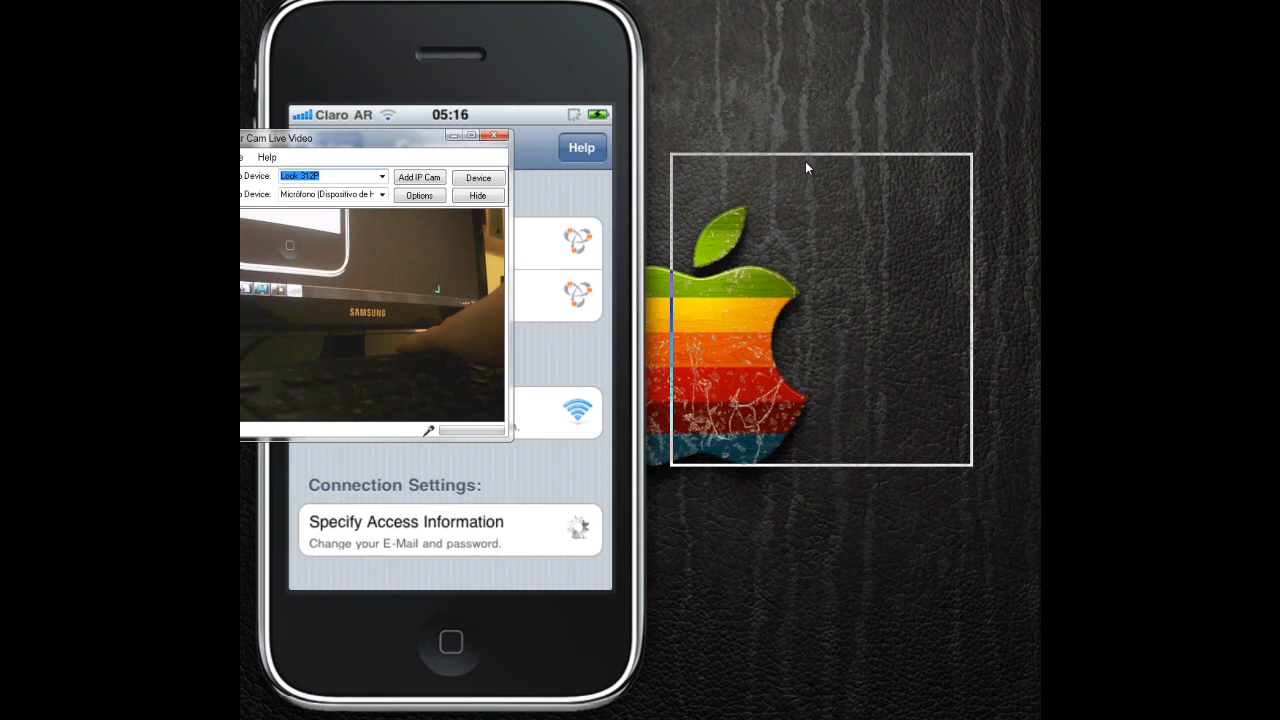 Claro AR
05:16
r Cam Live Video
Help
e Help
o Device: Look 312P Add IP Cam Device
o Device: Micrófono (Dispositivo de H Options Hide
SAMSUNG
n.
Connection Settings:
Specify Access Information
Change your E-Mail and password.